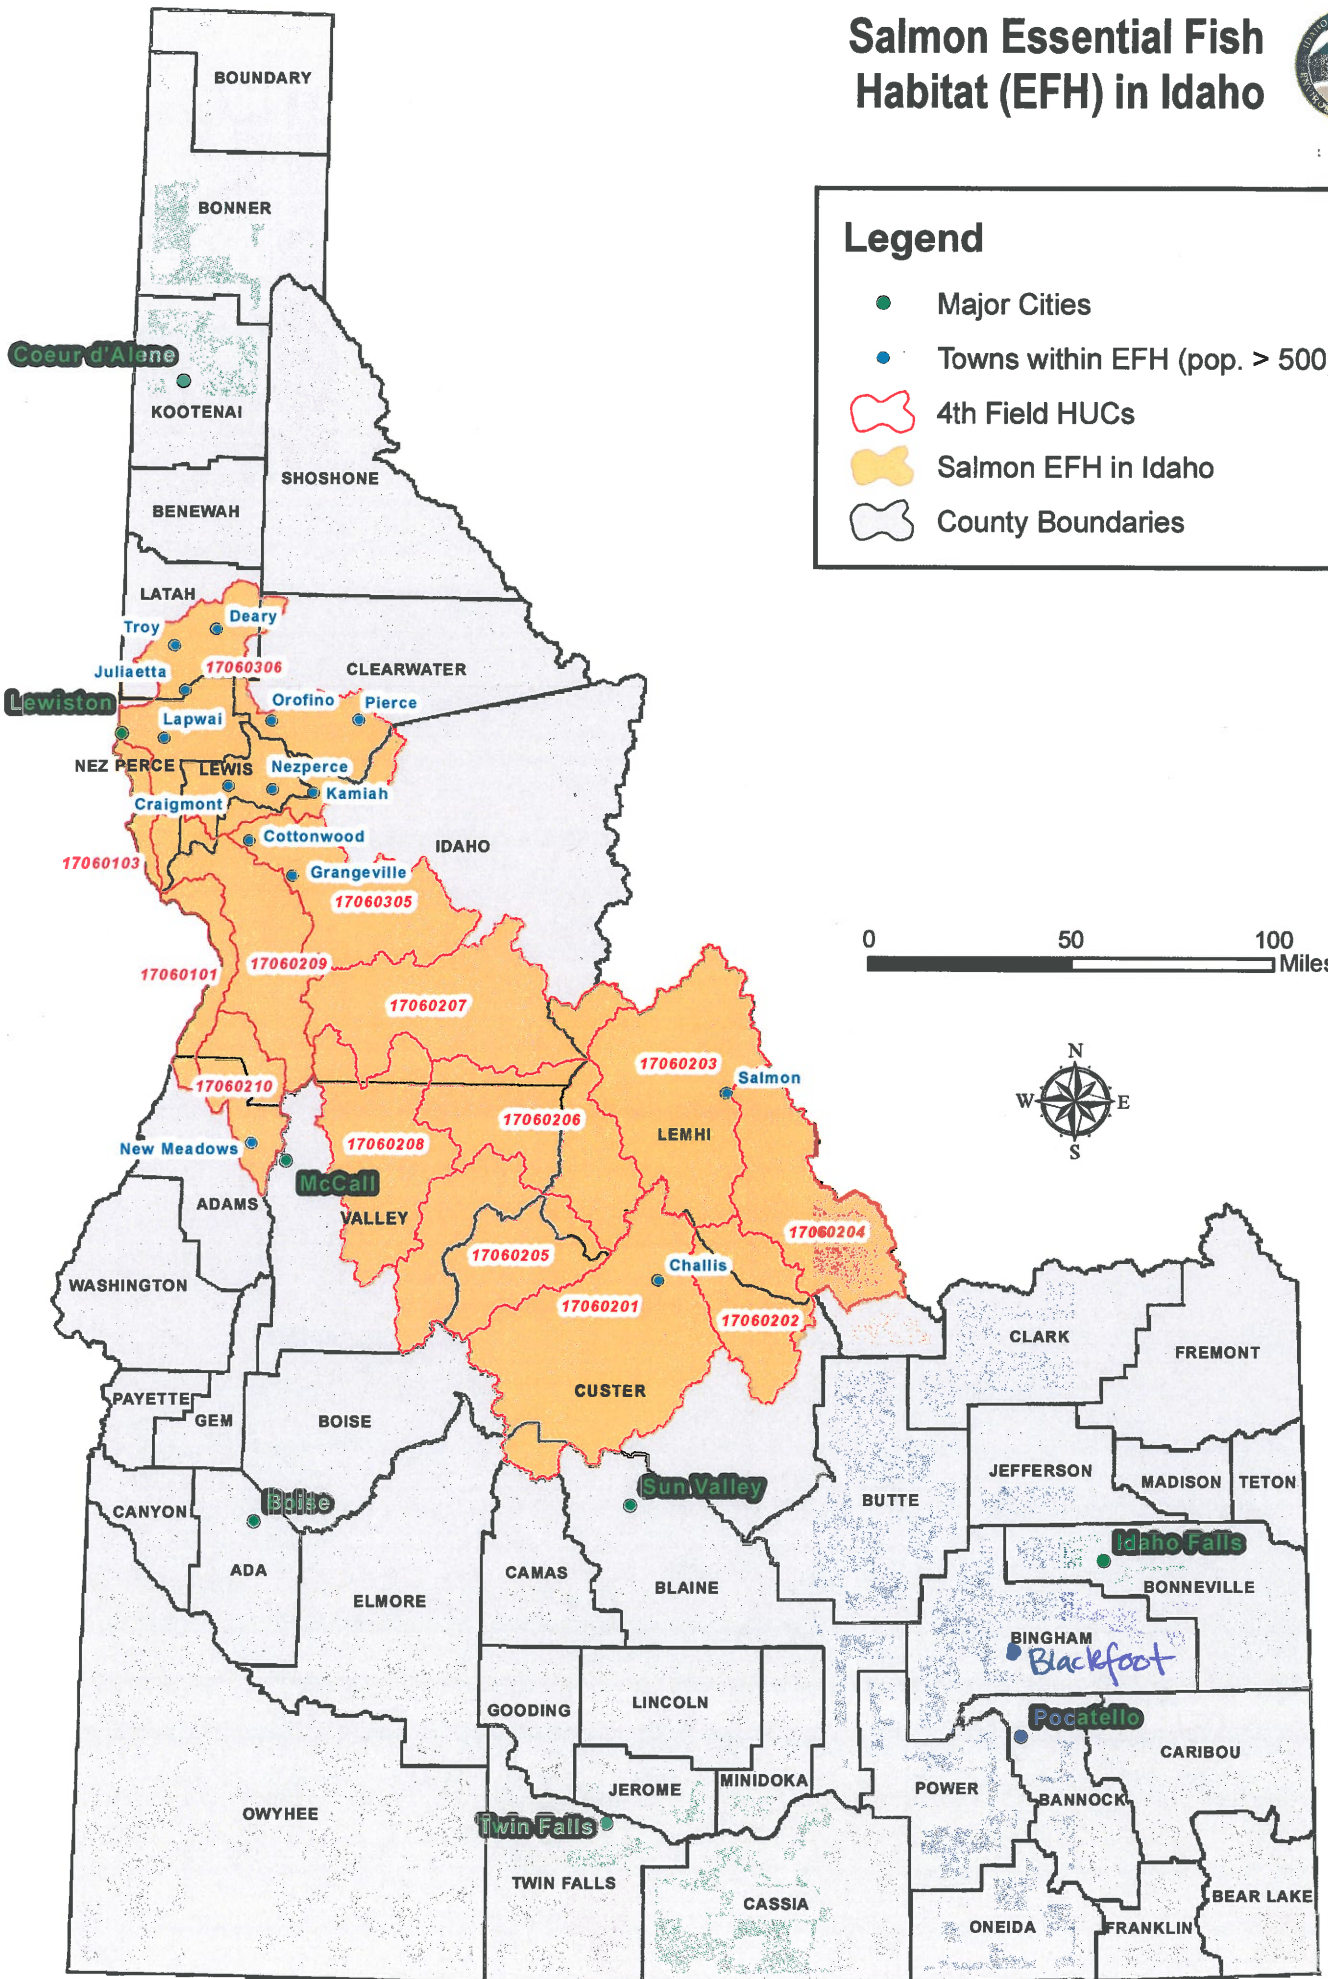 Salmon Essential Fish
Habitat (EFH) in Idaho
Legend
Major Cities
Towns within EFH (pop. > 500
4th Field HUCs
Salmon EFH in Idaho
County Boundaries
BOUNDARY
BONNER
Coeur d'Alene
KOOTENAI
SHOSHONE
BENEWAH
LATAH
Troy
Deary
Juliaetta
17060306
CLEARWATER
Lewiston
Orofino
Pierce
Lapwai
NEZ PERCE
LEWIS
Nezperce
Craigmont
Kamiah
Cottonwood
IDAHO
17060103
Grangeville
17060305
0 50 100
Miles
17060101
17060209
17060207
N
W E
S
17060203
Salmon
17060210
17060206
LEMHI
New Meadows
17060208
McCall
ADAMS
VALLEY
17060204
17060205
Challis
WASHINGTON
17060201
17060202
CLARK
FREMONT
CUSTER
PAYETTE
GEM
BOISE
JEFFERSON
MADISON
TETON
Sun Valley
BUTTE
CANYON
Boise
Idaho Falls
ADA
CAMAS
BLAINE
BONNEVILLE
ELMORE
BINGHAM
Blackfoot
GOODING
LINCOLN
Pocatello
CARIBOU
JEROME
MINIDOKA
POWER
BANNOCK
OWYHEE
Twin Falls
TWIN FALLS
CASSIA
BEAR LAKE
ONEIDA
FRANKLIN